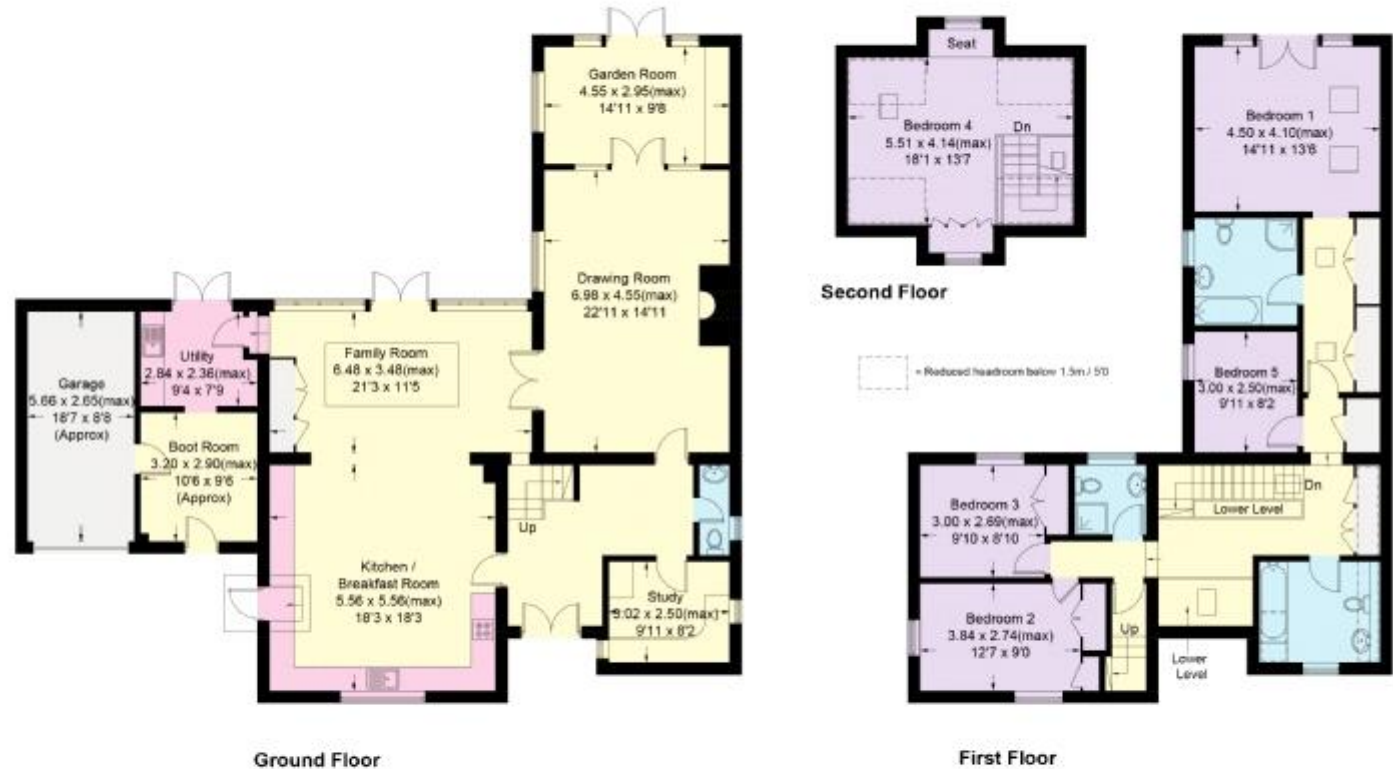 Garden Room
4.55 x 2.95(max)
14'11 x 9'8
Drawing Room
6.98 x 4.55(max)
22'11 x 14'11
Family Room
6.48 x 3.48(max)
21'3 x 11'5
Utility
2.84 x 2.36(max)
9'4 x 7'9
Garage
5.66 x 2.65(max)
18'7 x 8'8
(Approx)
Boot Room
3.20 x 2.90(max)
10'6 x 9'6
(Approx)
Kitchen /
Breakfast Room
5.56 x 5.56(max)
18'3 x 18'3
Up
Study
3.02 x 2.50(max)
9'11 x 8'2
Ground Floor
Seat
Bedroom 4
5.51 x 4.14(max)
18'1 x 13'7
Dn
Second Floor
= Reduced headroom below 1.5m / 5'0
Bedroom 1
4.50 x 4.10(max)
14'11 x 13'6
Bedroom 5
3.00 x 2.50(max)
9'11 x 8'2
Bedroom 3
3.00 x 2.69(max)
9'10 x 8'10
Dn
Lower Level
Bedroom 2
3.84 x 2.74(max)
12'7 x 9'0
Up
Lower
Level
First Floor